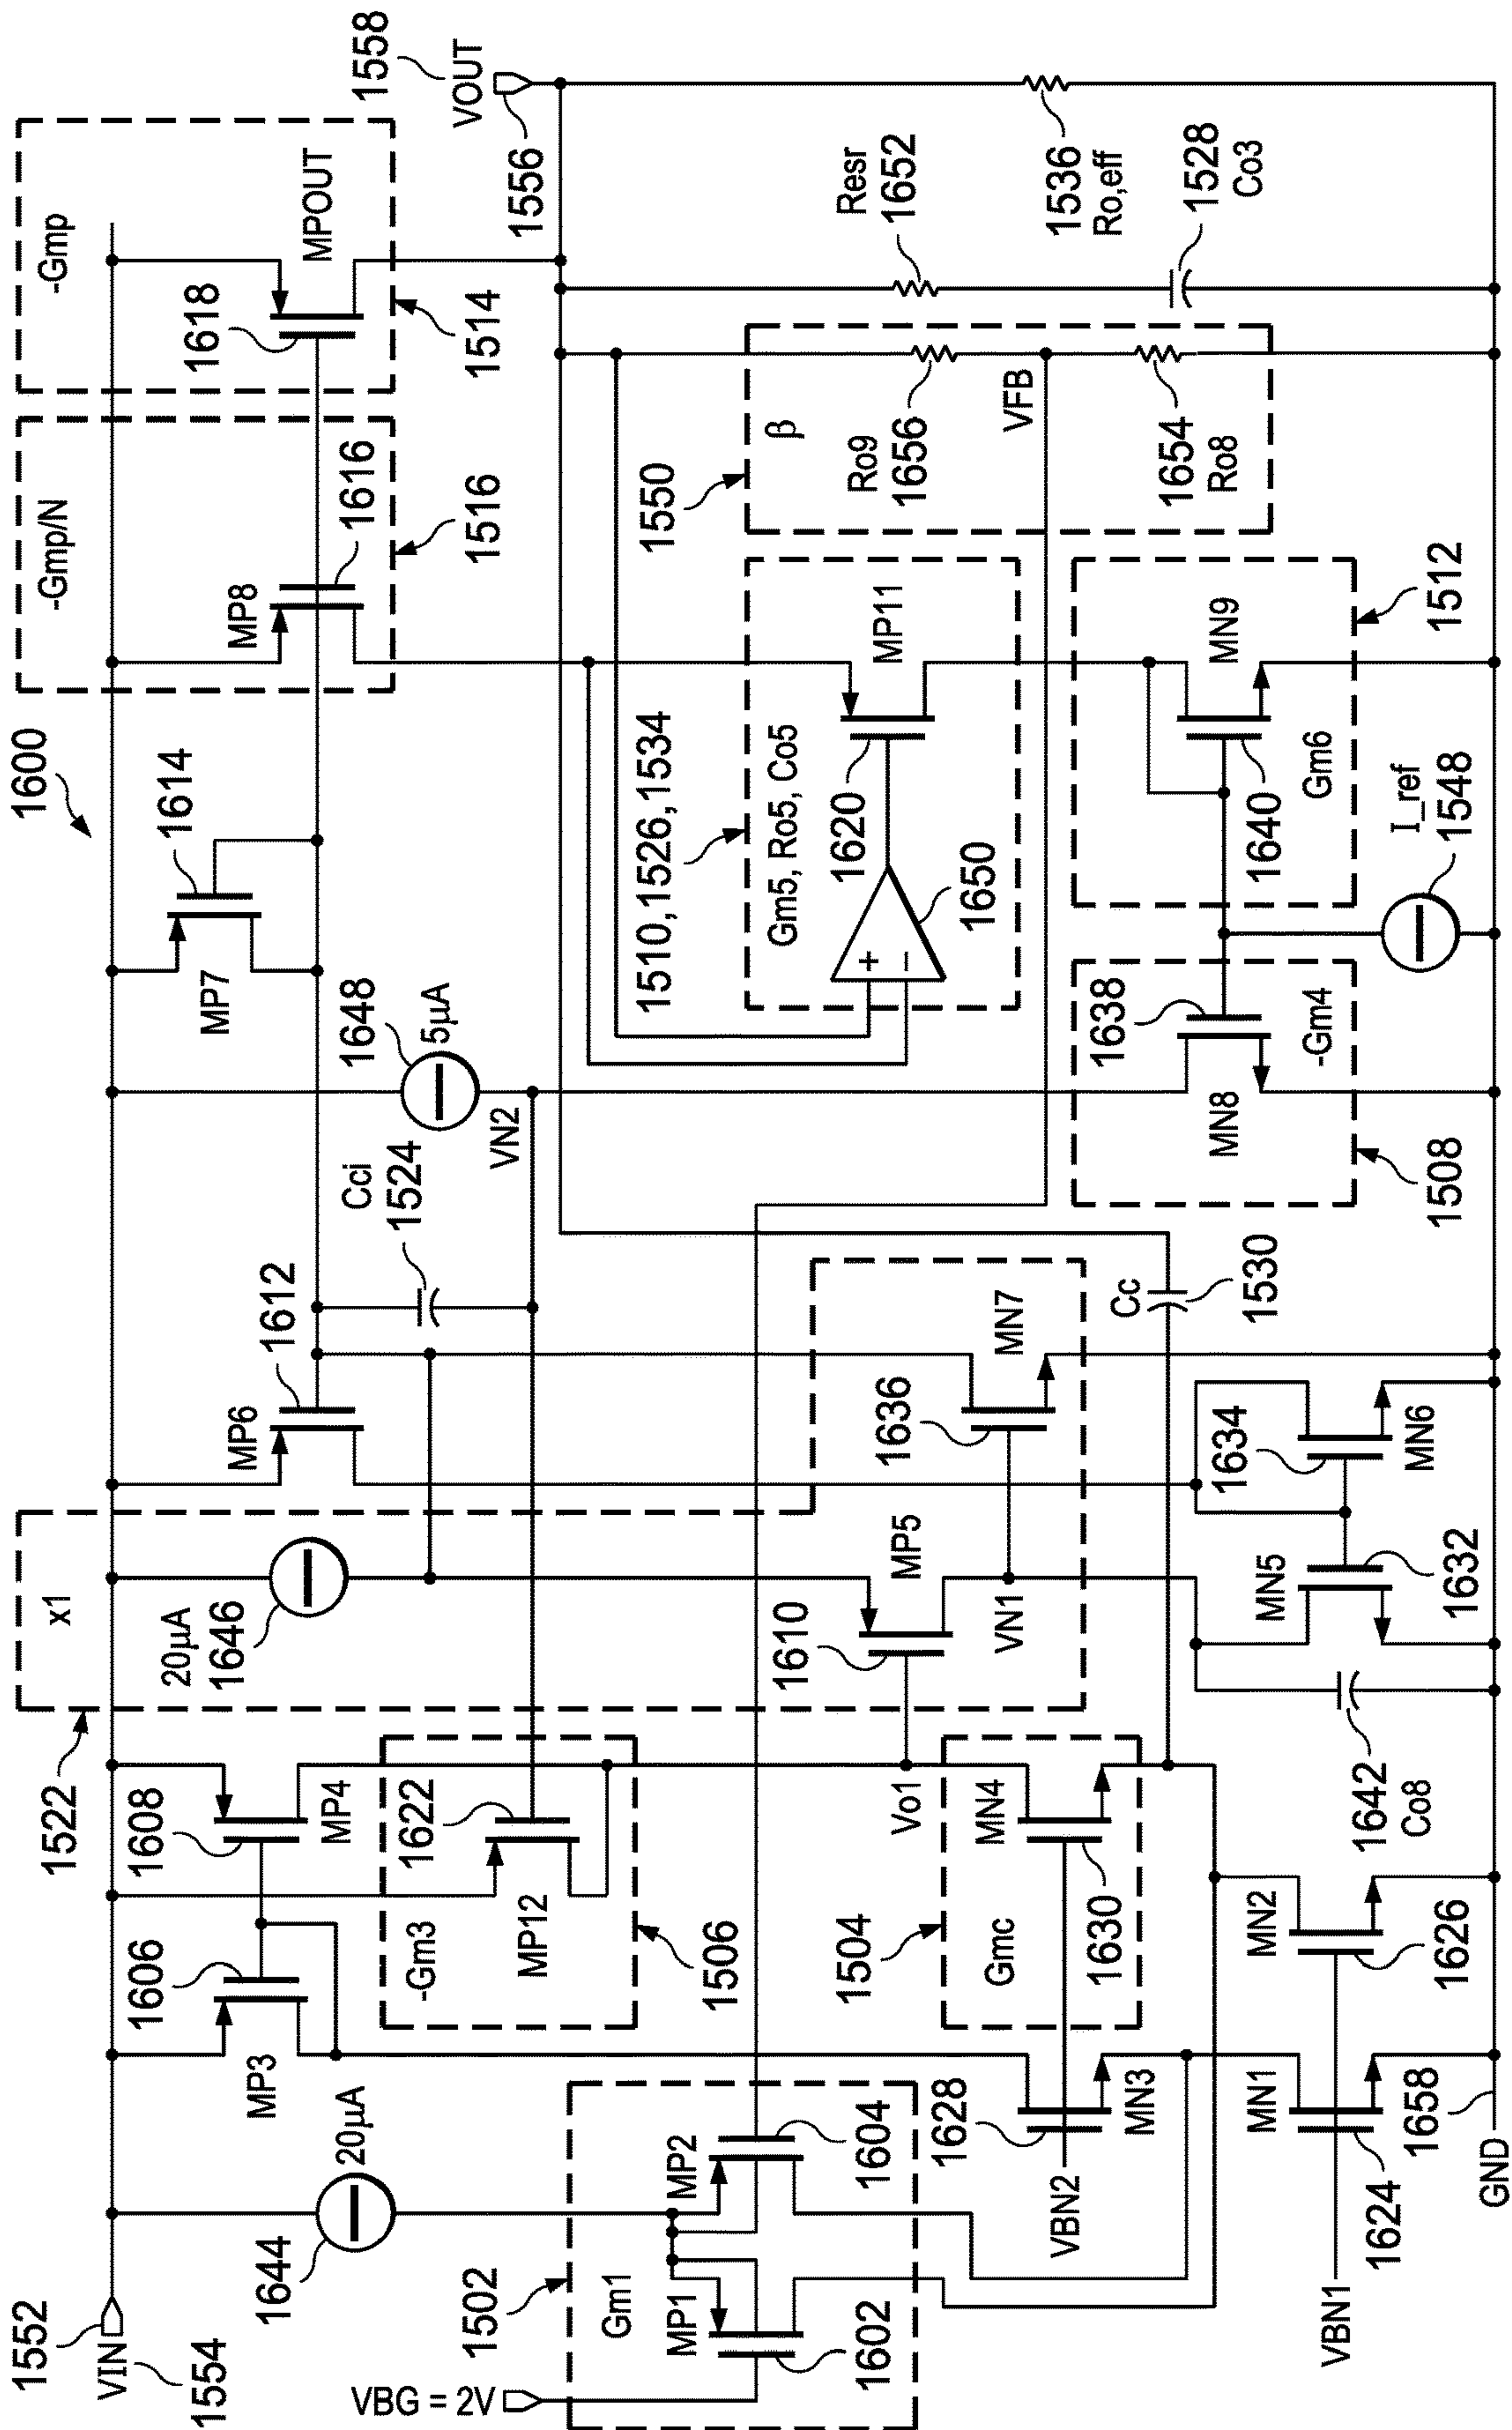 1600
1552
VIN
1554
1644
20µA
VBG = 2V
1502
Gm1
MP1
1602
MP2
1604
MP3
1606
1608
MP4
-Gm3
1622
MP12
1506
1504
Gmc
MN4
1630
Vo1
VBN2
1628
MN3
VBN1
MN1
1624
1658
GND
MN2
1626
1522
x1
20µA
1646
1610
MP5
VN1
1642
Co8
MN5
1632
1634
MN6
MP6
1612
1636
MN7
Cci
1524
VN2
1648
5µA
MP7
1614
Cc
1530
1508
MN8
1638
-Gm4
I_ref
1548
1640
Gm6
MN9
1512
1510,1526,1534
Gm5, Ro5, Co5
1620
MP11
+
−
1650
-Gmp/N
MP8
1616
1516
-Gmp
1618
MPOUT
1514
1550
β
Ro9
1656
VFB
1654
Ro8
VOUT
1558
1556
Resr
1652
1536
Ro,eff
1528
Co3